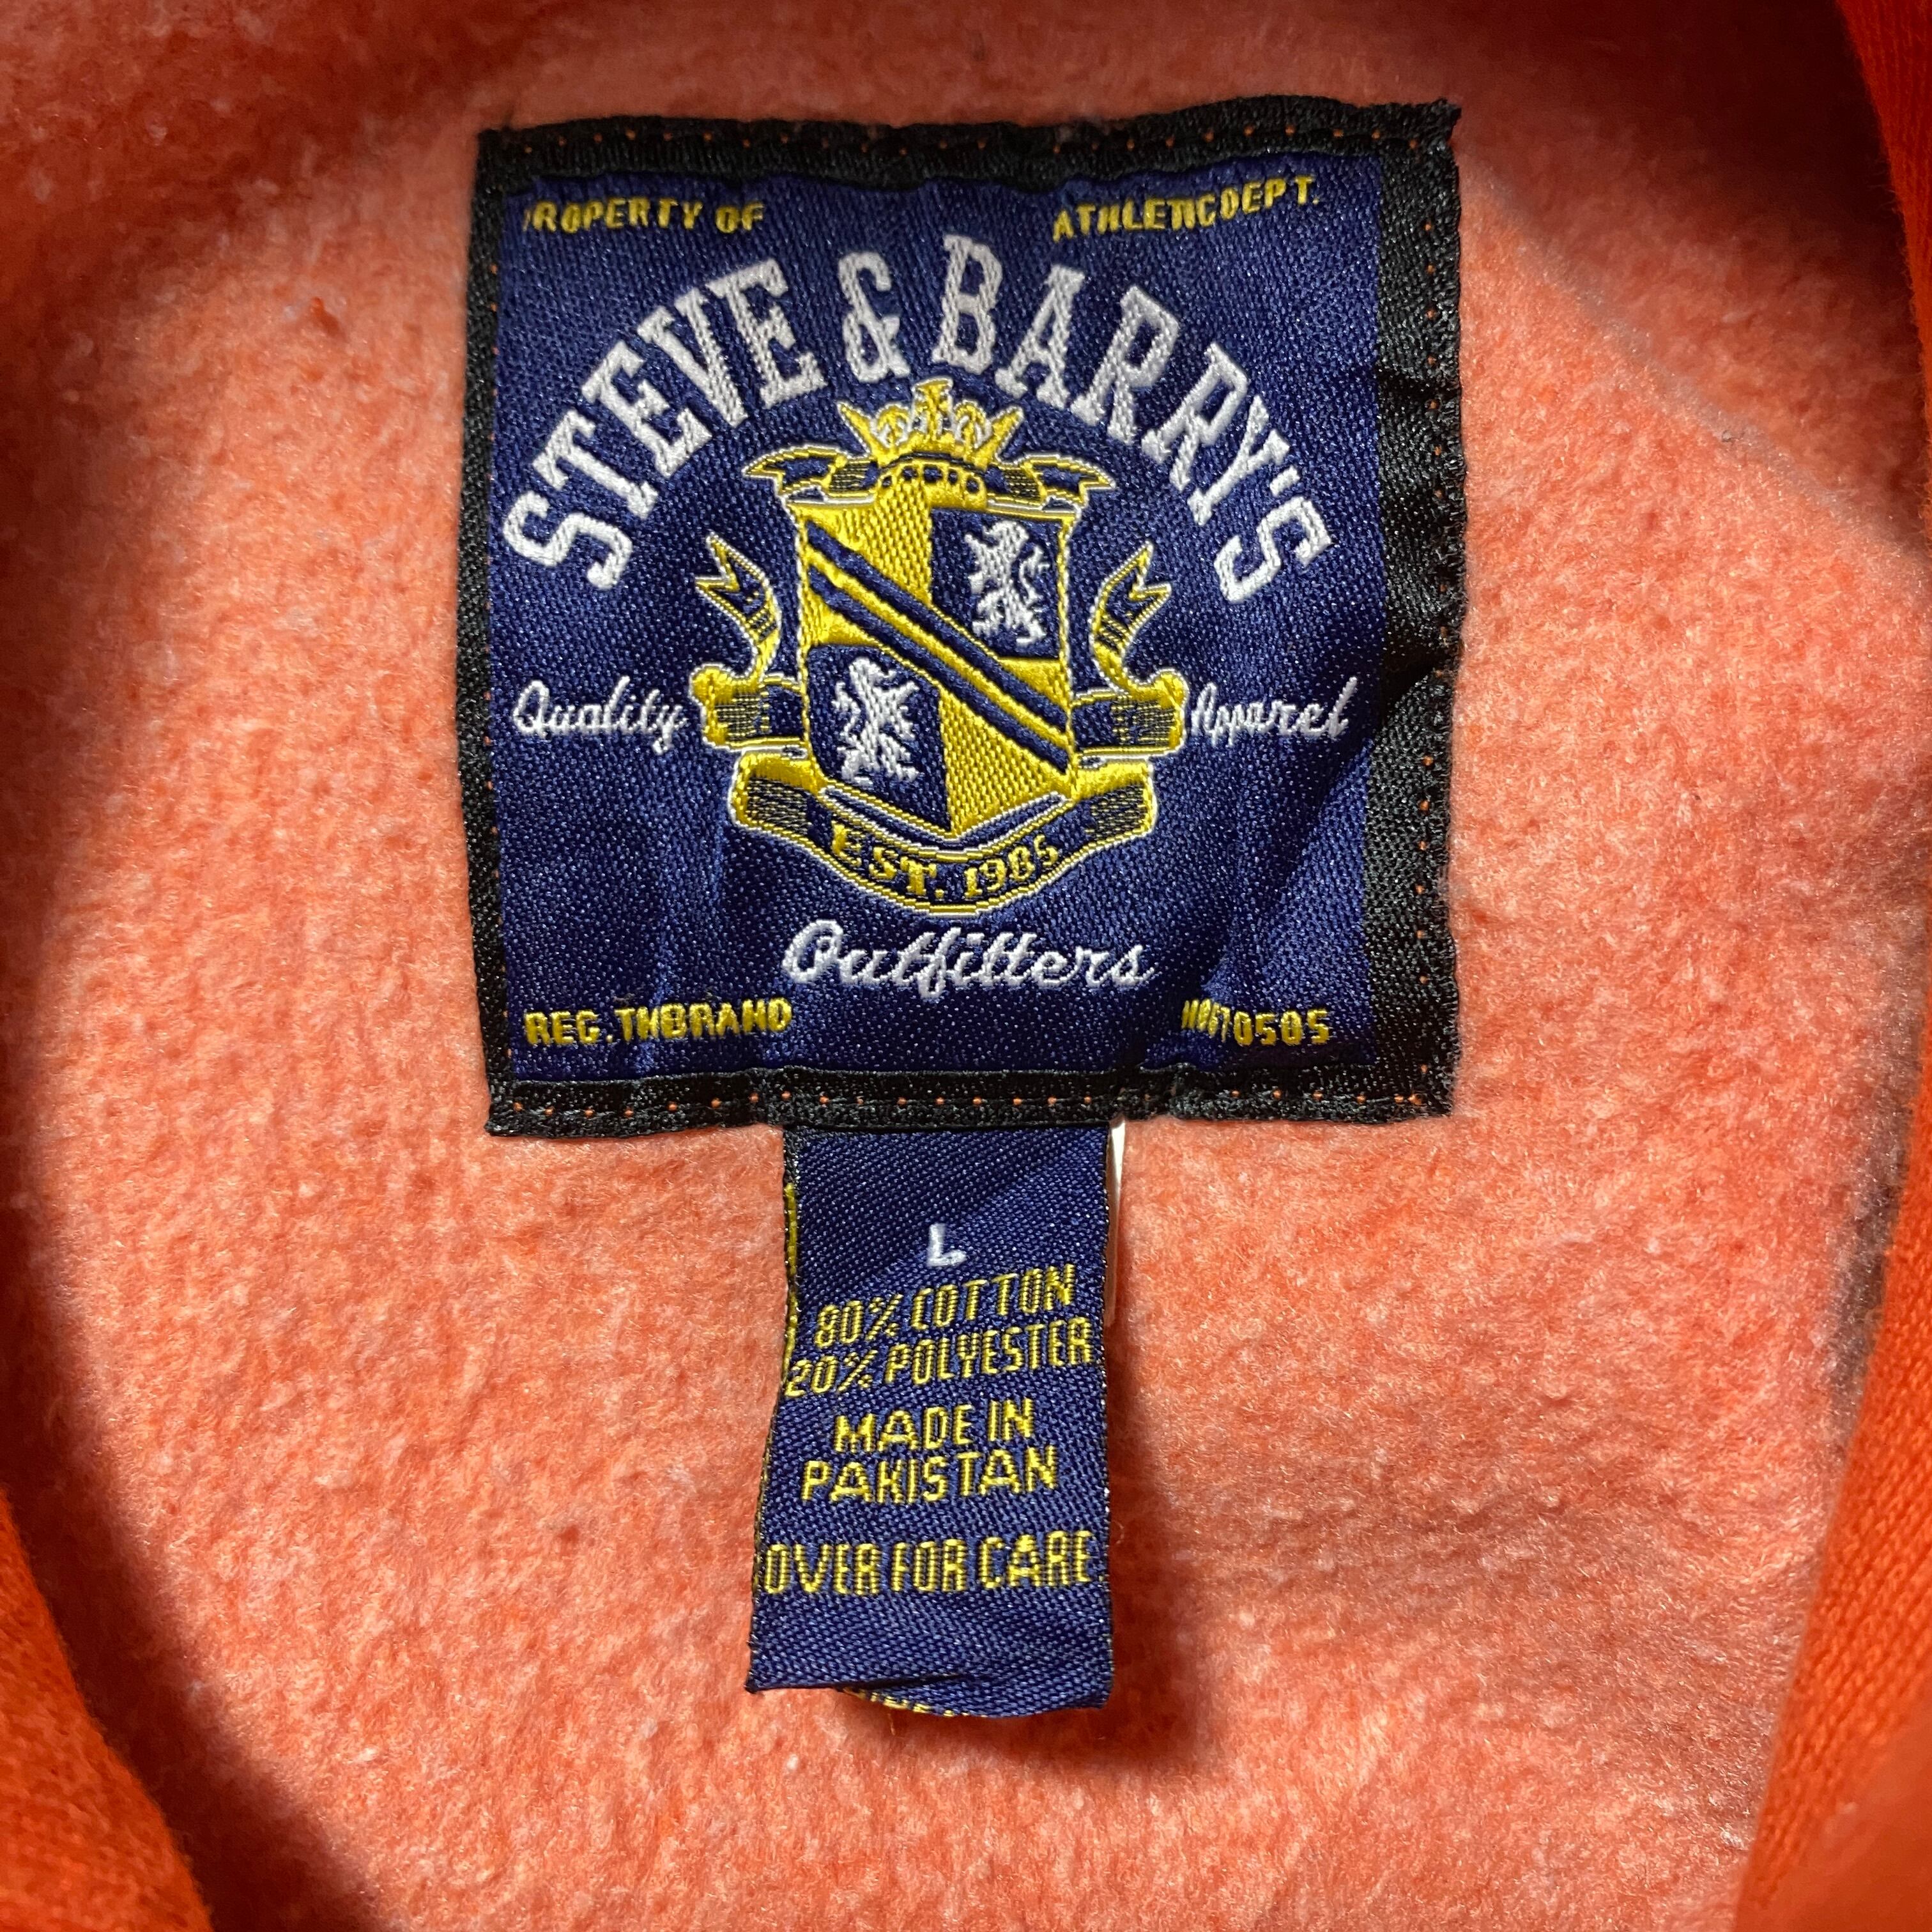 PROPERTY OF ATHLETIC DEPT.
STEVE & BARRY'S
Quality Apparel
EST. 1985
Outfitters
REG. TM BRAND
L
80% COTTON
20% POLYESTER
MADE IN
PAKISTAN
OVER FOR CARE